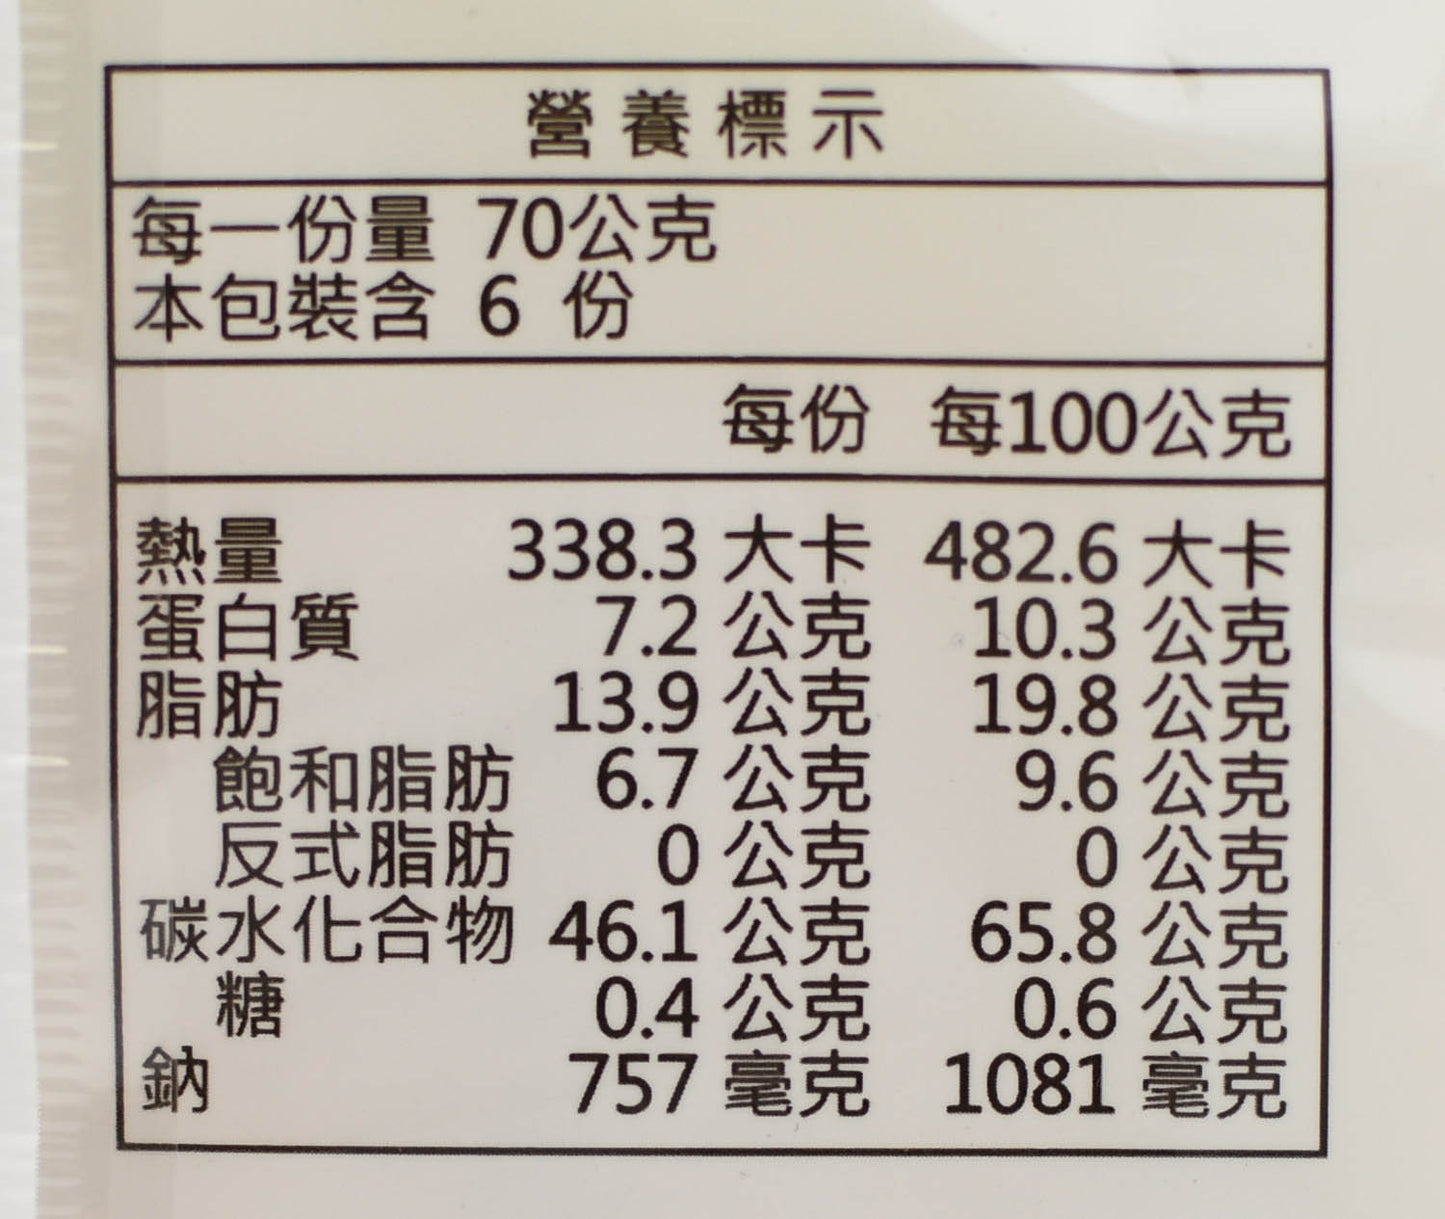 營養標示
每一份量 70公克
本包裝含 6 份
每份 每100公克
熱量 338.3 大卡 482.6 大卡
蛋白質 7.2 公克 10.3 公克
脂肪 13.9 公克 19.8 公克
飽和脂肪 6.7 公克 9.6 公克
反式脂肪 0 公克 0 公克
碳水化合物 46.1 公克 65.8 公克
糖 0.4 公克 0.6 公克
鈉 757 毫克 1081 毫克